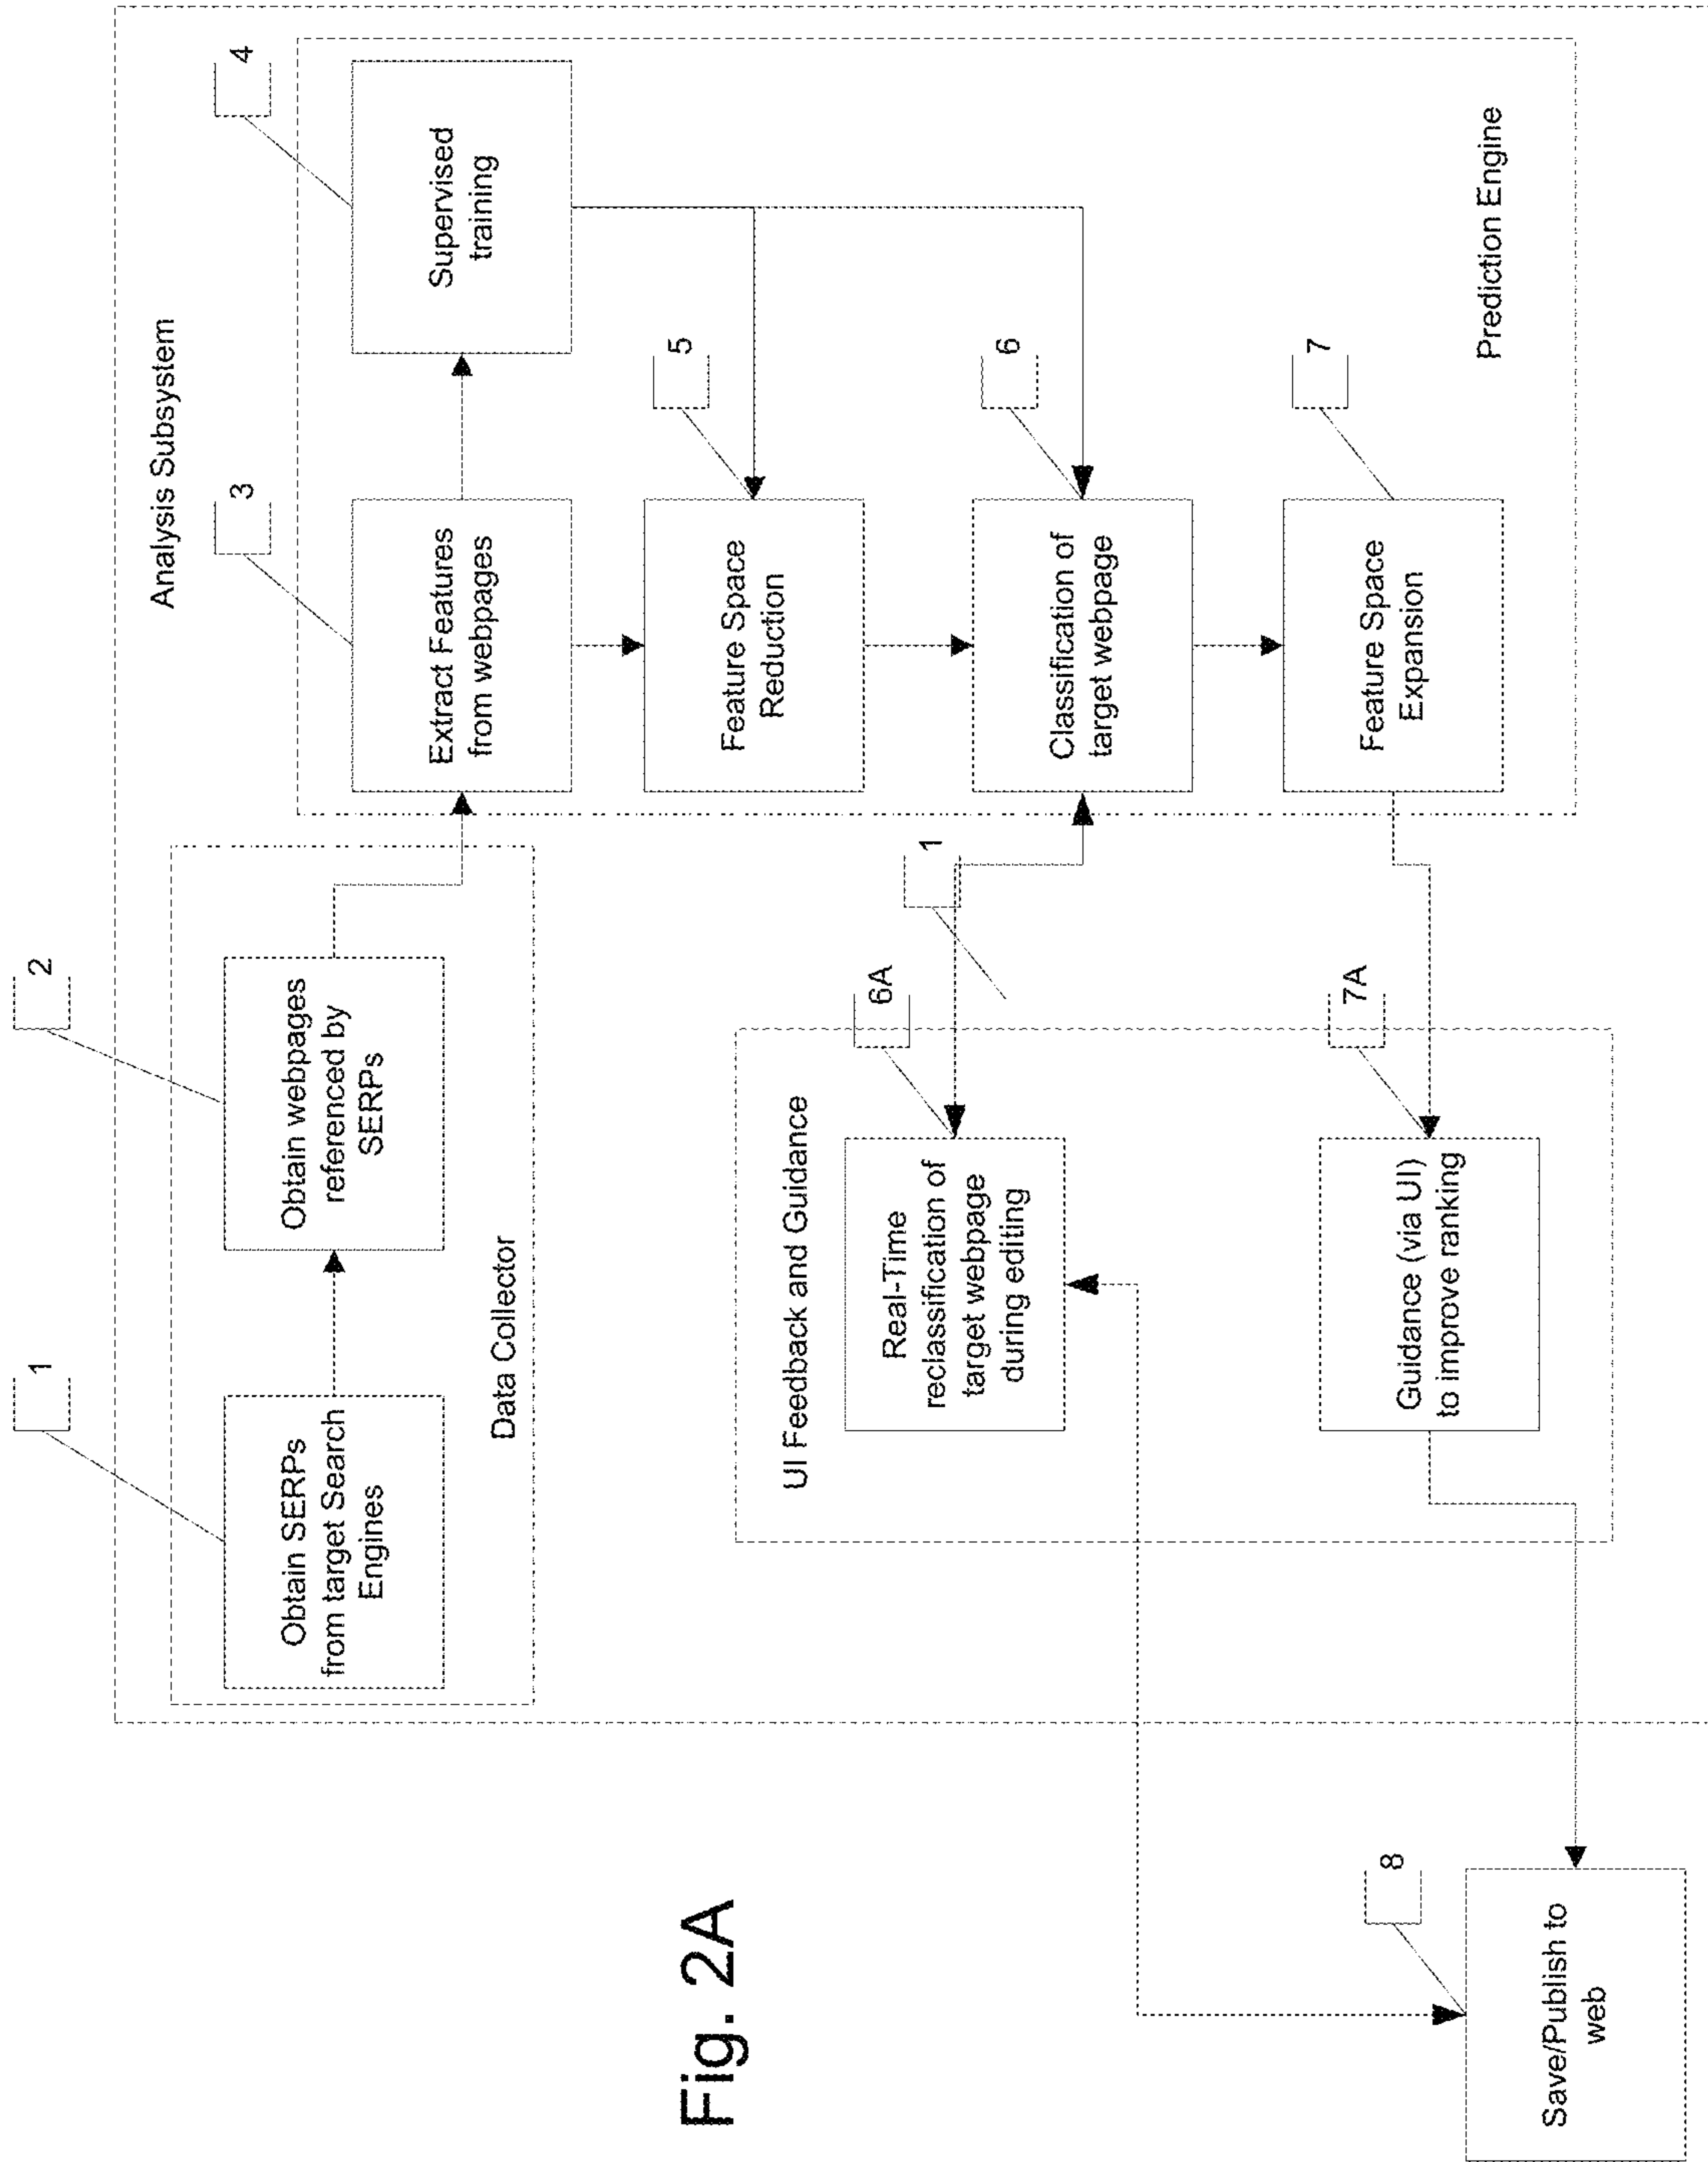 Analysis Subsystem
1
Obtain SERPs
from target Search
Engines
2
Obtain webpages
referenced by
SERPs
Data Collector
3
Extract Features
from webpages
4
Supervised
training
5
Feature Space
Reduction
6
Classification of
target webpage
7
Feature Space
Expansion
Prediction Engine
1
UI Feedback and Guidance
6A
Real-Time
reclassification of
target webpage
during editing
7A
Guidance (via UI)
to improve ranking
8
Save/Publish to
web
Fig. 2A